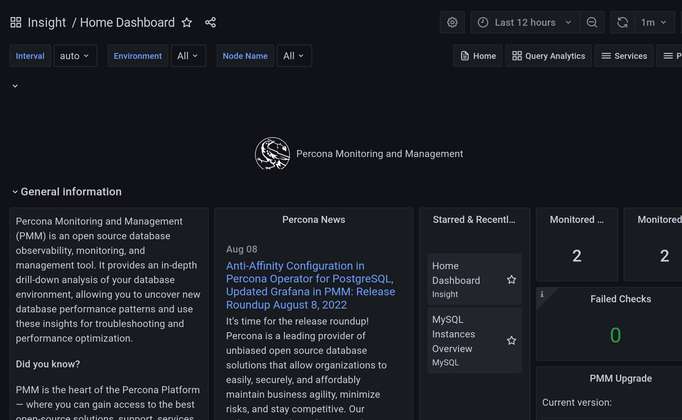 Insight / Home Dashboard
Last 12 hours
1m
Interval auto Environment All Node Name All
Home Query Analytics Services
Percona Monitoring and Management
General information
Percona Monitoring and Management
(PMM) is an open source database
observability, monitoring, and
management tool. It provides an in-depth
drill-down analysis of your database
environment, allowing you to uncover new
database performance patterns and use
these insights for troubleshooting and
performance optimization.
Did you know?
PMM is the heart of the Percona Platform
— where you can gain access to the best
open-source solutions, support, services
Percona News
Aug 08
Anti-Affinity Configuration in
Percona Operator for PostgreSQL,
Updated Grafana in PMM: Release
Roundup August 8, 2022
It's time for the release roundup!
Percona is a leading provider of
unbiased open source database
solutions that allow organizations to
easily, securely, and affordably
maintain business agility, minimize
risks, and stay competitive. Our
Starred & Recentl...
Home
Dashboard
Insight
MySQL
Instances
Overview
MySQL
Monitored ...
2
Monitored
2
Failed Checks
0
PMM Upgrade
Current version: